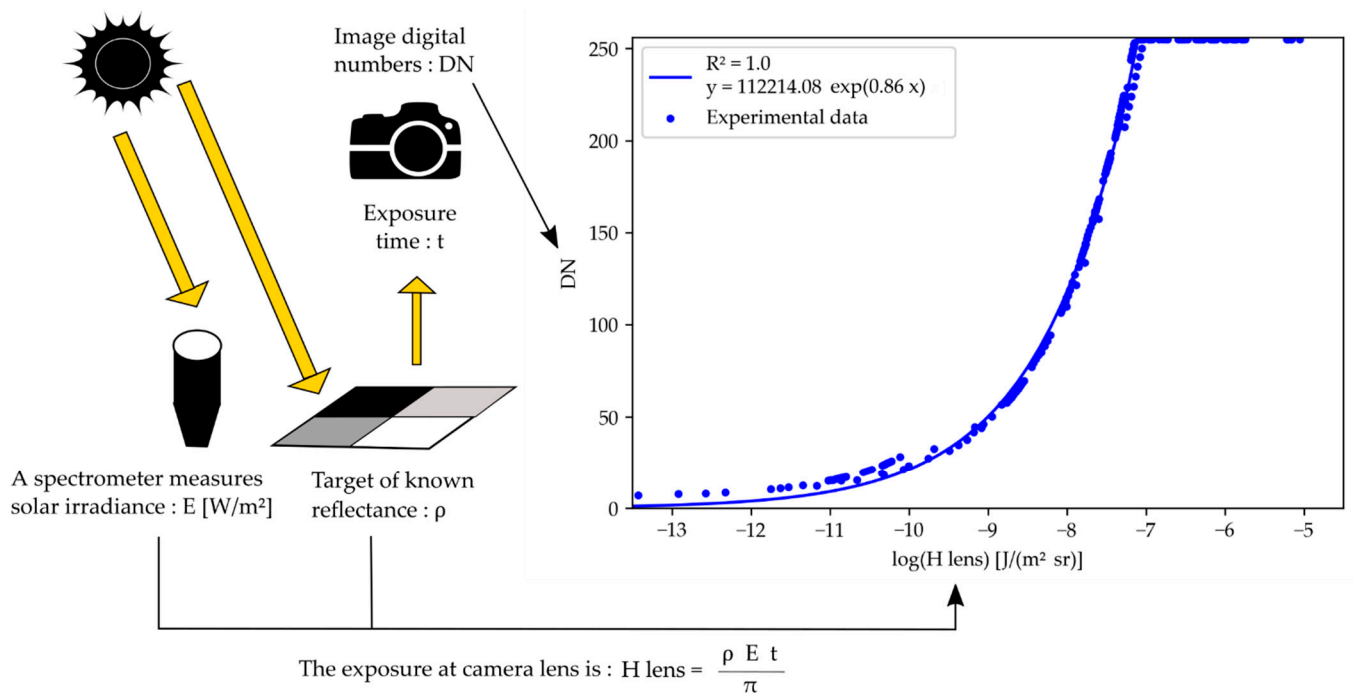 Image digital
numbers : DN
Exposure
time : t
A spectrometer measures
solar irradiance : E [W/m²]
Target of known
reflectance : ρ
250
200
150
100
50
0
DN
R² = 1.0
y = 112214.08 exp(0.86 x)
Experimental data
−13 −12 −11 −10 −9 −8 −7 −6 −5
log(H lens) [J/(m² sr)]
The exposure at camera lens is : H lens = ρ E t
π